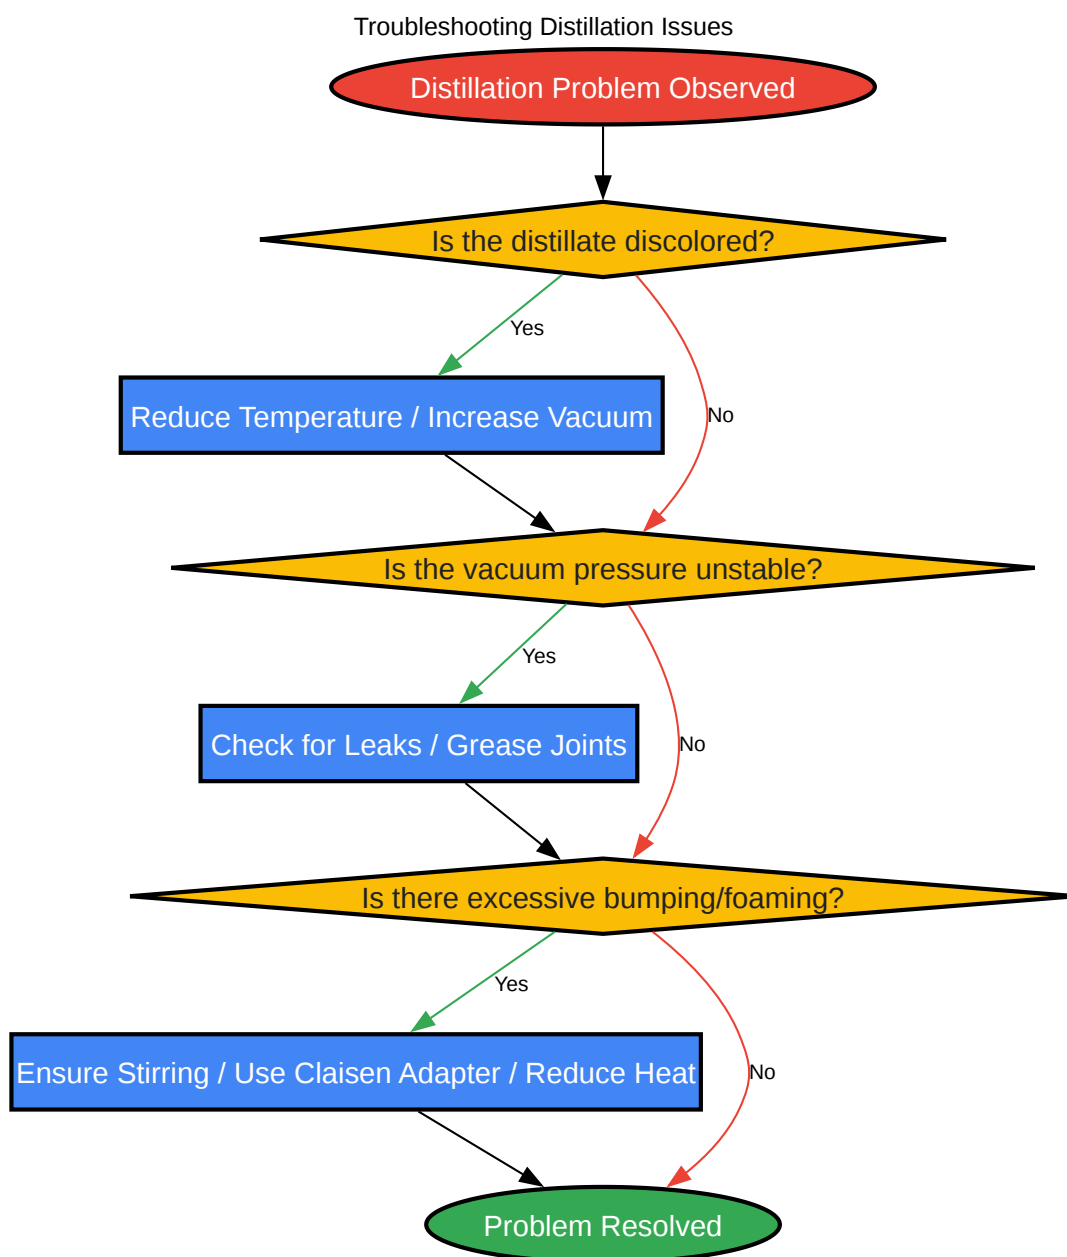 Troubleshooting Distillation Issues
Distillation Problem Observed
Is the distillate discolored?
Yes
Reduce Temperature / Increase Vacuum
No
Is the vacuum pressure unstable?
Yes
Check for Leaks / Grease Joints
No
Is there excessive bumping/foaming?
Yes
Ensure Stirring / Use Claisen Adapter / Reduce Heat
No
Problem Resolved